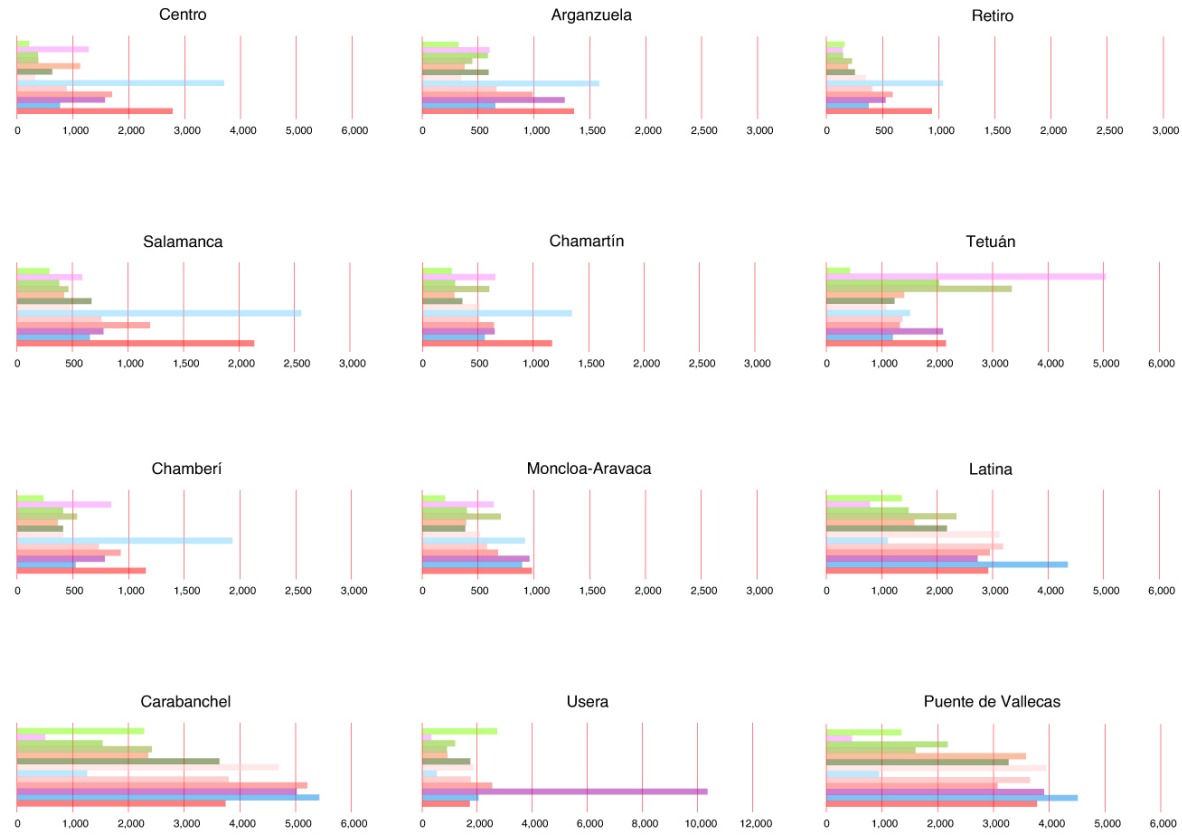 Centro Arganzuela Retiro
0 1,000 2,000 3,000 4,000 5,000 6,000 0 500 1,000 1,500 2,000 2,500 3,000 0 500 1,000 1,500 2,000 2,500 3,000
Salamanca Chamartín Tetuán
0 500 1,000 1,500 2,000 2,500 3,000 0 500 1,000 1,500 2,000 2,500 3,000 0 1,000 2,000 3,000 4,000 5,000 6,000
Chamberí Moncloa-Aravaca Latina
0 500 1,000 1,500 2,000 2,500 3,000 0 500 1,000 1,500 2,000 2,500 3,000 0 1,000 2,000 3,000 4,000 5,000 6,000
Carabanchel Usera Puente de Vallecas
0 1,000 2,000 3,000 4,000 5,000 6,000 0 2,000 4,000 6,000 8,000 10,000 12,000 0 1,000 2,000 3,000 4,000 5,000 6,000